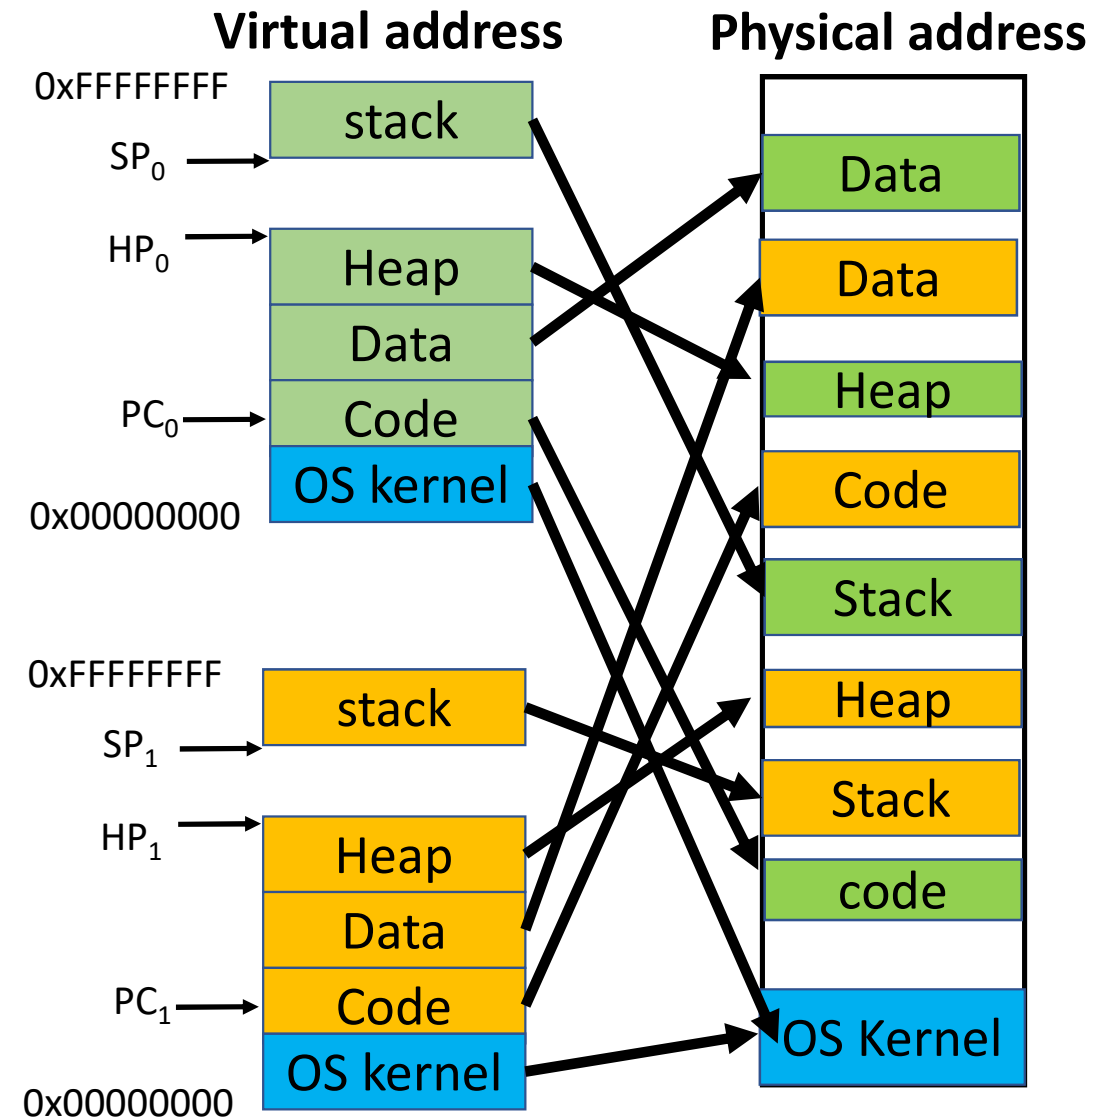 Virtual address
Physical address
0xFFFFFFFF
stack
SP0
HP0
Heap
Data
PC0
Code
OS kernel
0x00000000
0xFFFFFFFF
stack
SP1
HP1
Heap
Data
PC1
Code
OS kernel
0x00000000
Data
Data
Heap
Code
Stack
Heap
Stack
code
OS Kernel